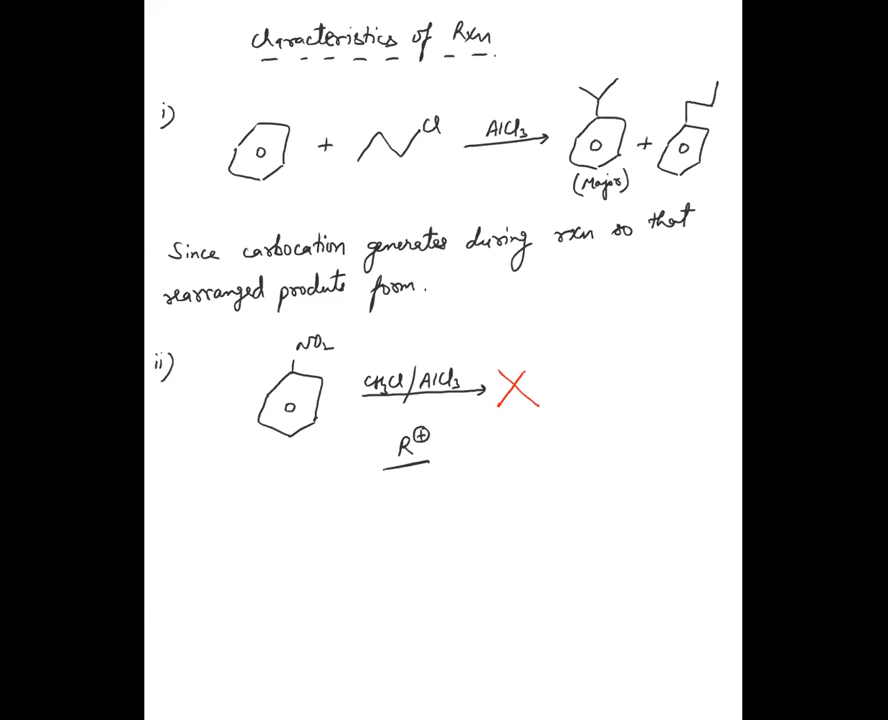 Characteristics of Rxn
i)
+ Cl AlCl3 +
(Major)
Since carbocation generates during rxn so that
rearranged products form.
ii) NO2
CH3Cl/AlCl3
R⊕